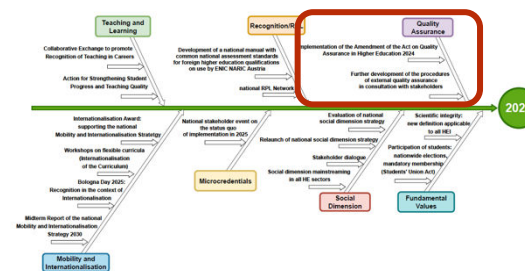 Teaching and
Learning
Collaborative Exchange to promote
Recognition of Teaching in Careers
Action for Strengthening Student
Progress and Teaching Quality
Recognition/
Development of a national manual with
common national assessment standards
for foreign higher education qualifications
on use by ENIC NARIC Austria
national RPL Network
Quality
Assurance
Implementation of the Amendment of the Act on Quality
Assurance in Higher Education 2024
Further development of the procedures
of external quality assurance
in consultation with stakeholders
202
Internationalisation Award:
supporting the national
Mobility and Internationalisation Strategy
Workshops on flexible curricula
(Internationalisation
of the Curriculum)
Bologna Day 2025:
Recognition in the context of
Internationalisation
Midterm Report of the national
Mobility and Internationalisation
Strategy 2030
Mobility and
Internationalisation
National stakeholder event on
the status quo
of implementation in 2025
Microcredentials
Evaluation of national
social dimension strategy
Relaunch of national social dimension strategy
Stakeholder dialogue
Social dimension mainstreaming
in all HE sectors
Social
Dimension
Scientific integrity:
new definition applicable
to all HEI
Participation of students:
nationwide elections,
mandatory membership
(Students' Union Act)
Fundamental
Values